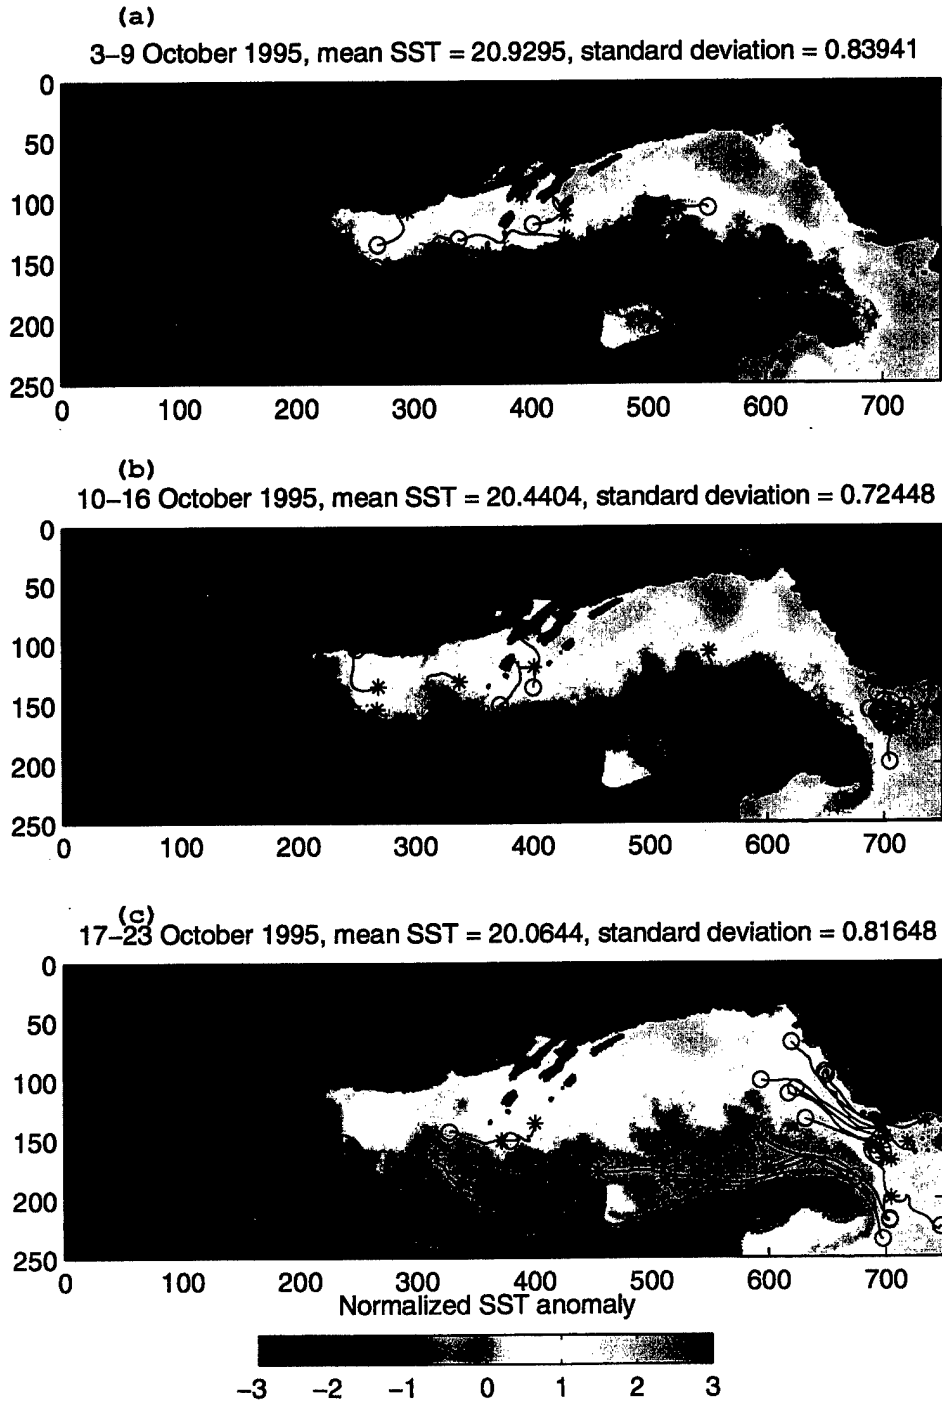 (a)
3–9 October 1995, mean SST = 20.9295, standard deviation = 0.83941
0
50
100
150
200
250
0 100 200 300 400 500 600 700
(b)
10–16 October 1995, mean SST = 20.4404, standard deviation = 0.72448
0
50
100
150
200
250
0 100 200 300 400 500 600 700
(c)
17–23 October 1995, mean SST = 20.0644, standard deviation = 0.81648
0
50
100
150
200
250
0 100 200 300 400 500 600 700
Normalized SST anomaly
−3 −2 −1 0 1 2 3